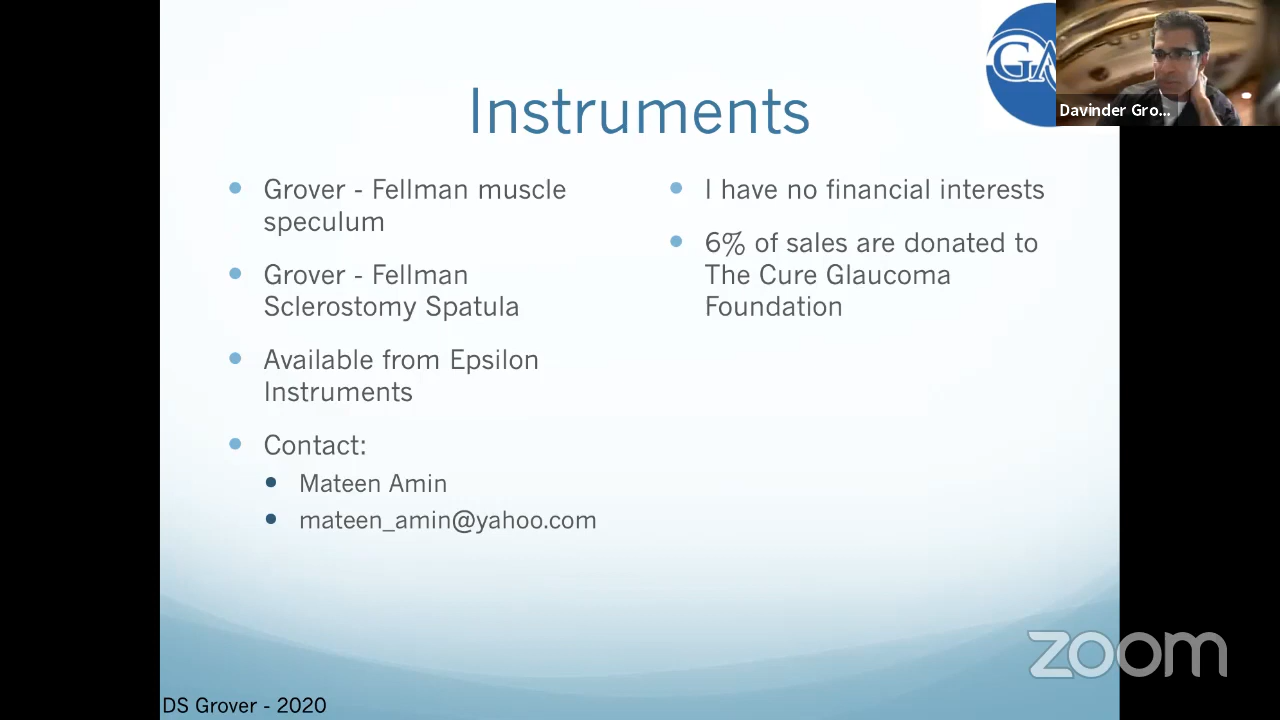 GA
Davinder Gro...
Instruments
Grover - Fellman muscle
speculum
Grover - Fellman
Sclerostomy Spatula
Available from Epsilon
Instruments
Contact:
Mateen Amin
mateen_amin@yahoo.com
I have no financial interests
6% of sales are donated to
The Cure Glaucoma
Foundation
zoom
DS Grover - 2020